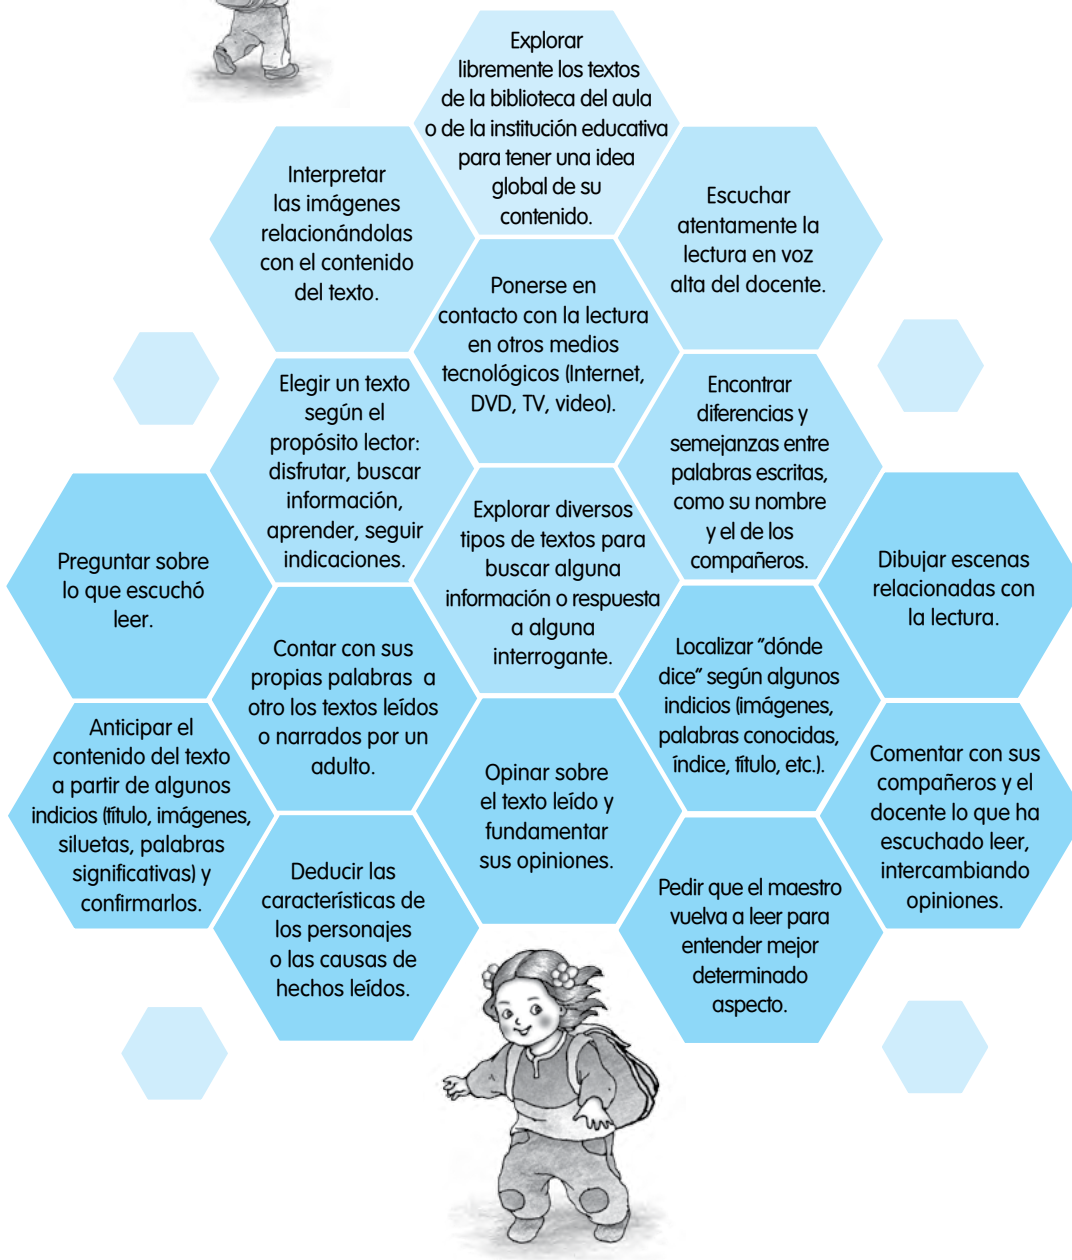 Explorar
libremente los textos
de la biblioteca del aula
o de la institución educativa
para tener una idea
global de su
contenido.
Interpretar
las imágenes
relacionándolas
con el contenido
del texto.
Escuchar
atentamente la
lectura en voz
alta del docente.
Ponerse en
contacto con la lectura
en otros medios
tecnológicos (Internet,
DVD, TV, video).
Elegir un texto
según el
propósito lector:
disfrutar, buscar
información,
aprender, seguir
indicaciones.
Encontrar
diferencias y
semejanzas entre
palabras escritas,
como su nombre
y el de los
compañeros.
Explorar diversos
tipos de textos para
buscar alguna
información o respuesta
a alguna
interrogante.
Preguntar sobre
lo que escuchó
leer.
Dibujar escenas
relacionadas con
la lectura.
Contar con sus
propias palabras a
otro los textos leídos
o narrados por un
adulto.
Localizar "dónde
dice" según algunos
indicios (imágenes,
palabras conocidas,
índice, título, etc.).
Anticipar el
contenido del texto
a partir de algunos
indicios (título, imágenes,
siluetas, palabras
significativas) y
confirmarlos.
Opinar sobre
el texto leído y
fundamentar
sus opiniones.
Comentar con sus
compañeros y el
docente lo que ha
escuchado leer,
intercambiando
opiniones.
Deducir las
características de
los personajes
o las causas de
hechos leídos.
Pedir que el maestro
vuelva a leer para
entender mejor
determinado
aspecto.